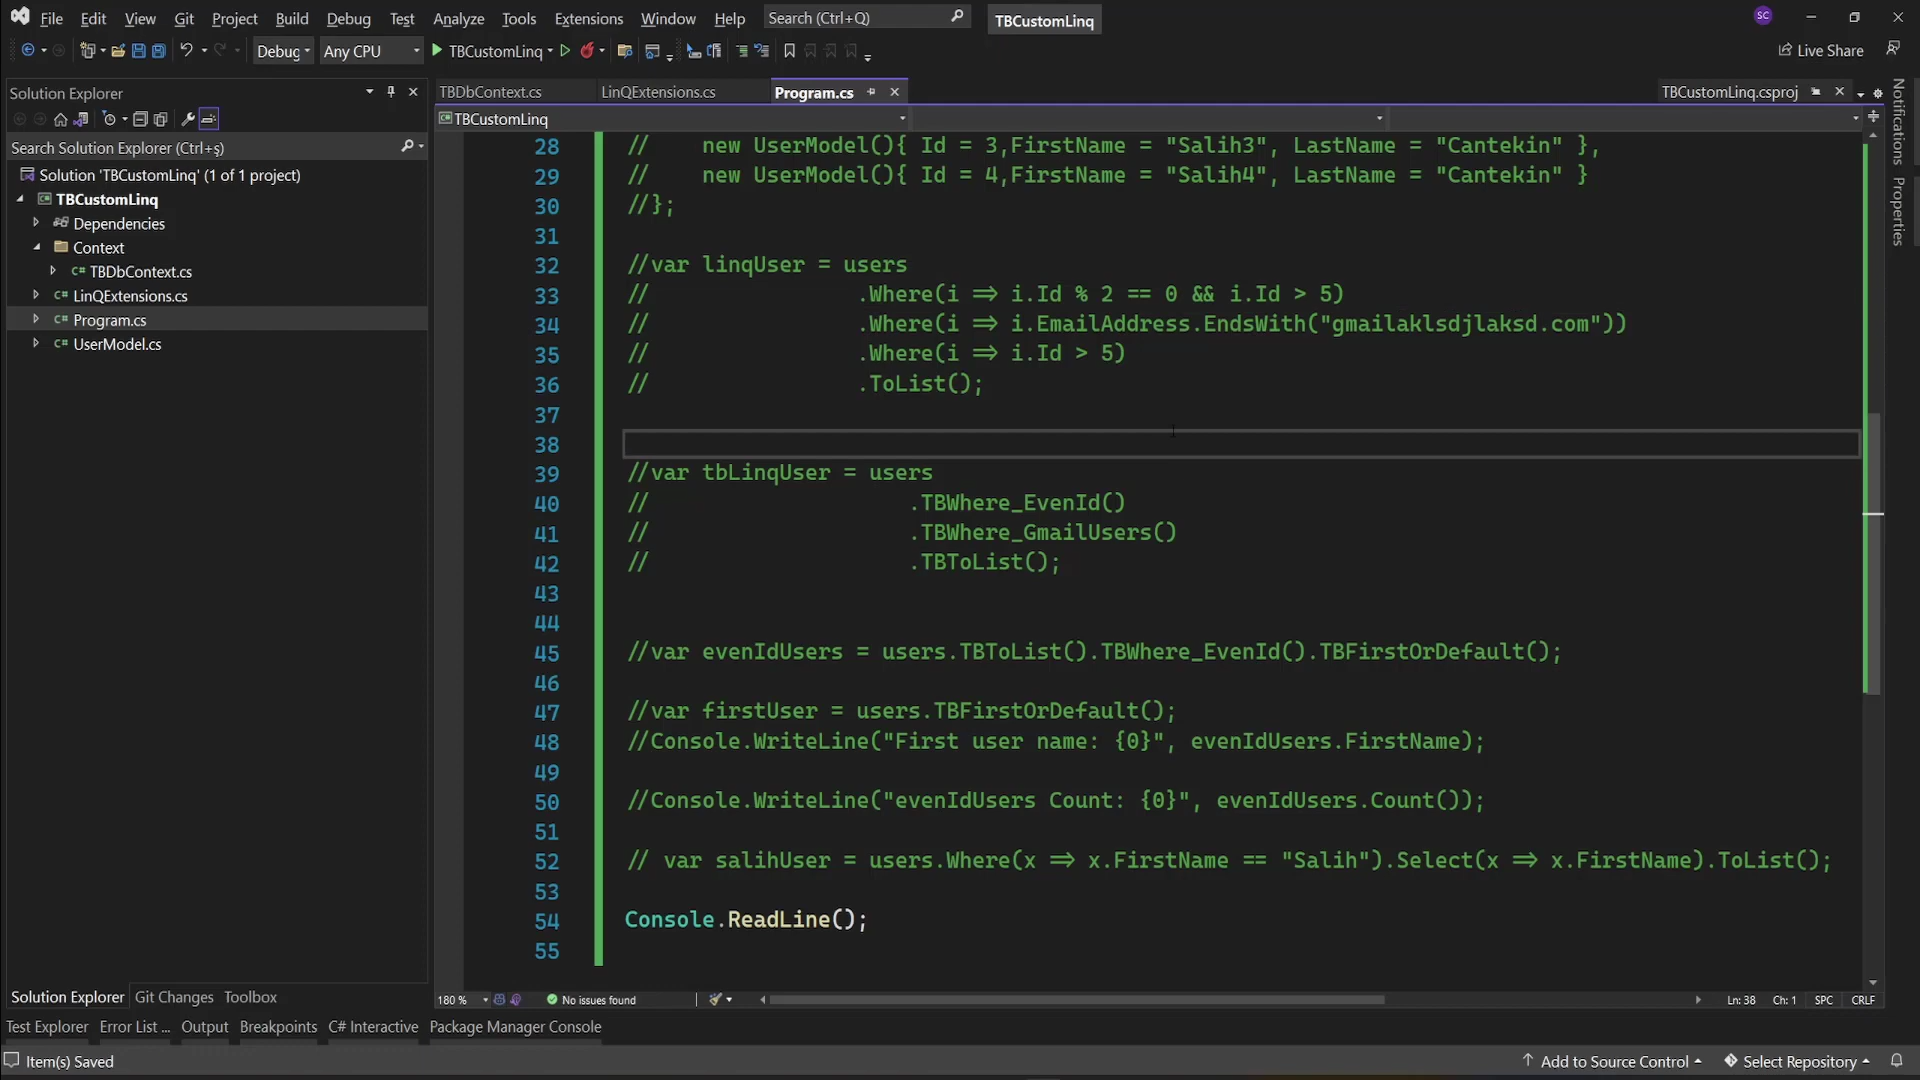 File Edit View Git Project Build Debug Test Analyze Tools Extensions Window Help Search (Ctrl+Q) TBCustomLinq SC
Debug Any CPU TBCustomLinq Live Share
Solution Explorer
Search Solution Explorer (Ctrl+ş)
Solution 'TBCustomLinq' (1 of 1 project)
TBCustomLinq
Dependencies
Context
C# TBDbContext.cs
C# LinQExtensions.cs
C# Program.cs
C# UserModel.cs
Solution Explorer Git Changes Toolbox
TBDbContext.cs LinQExtensions.cs Program.cs TBCustomLinq.csproj
TBCustomLinq
28 //    new UserModel(){ Id = 3,FirstName = "Salih3", LastName = "Cantekin" },
29 //    new UserModel(){ Id = 4,FirstName = "Salih4", LastName = "Cantekin" }
30 //};
31
32 //var linqUser = users
33 //                .Where(i => i.Id % 2 == 0 && i.Id > 5)
34 //                .Where(i => i.EmailAddress.EndsWith("gmailaklsdjlaksd.com"))
35 //                .Where(i => i.Id > 5)
36 //                .ToList();
37
38
39 //var tbLinqUser = users
40 //                    .TBWhere_EvenId()
41 //                    .TBWhere_GmailUsers()
42 //                    .TBToList();
43
44
45 //var evenIdUsers = users.TBToList().TBWhere_EvenId().TBFirstOrDefault();
46
47 //var firstUser = users.TBFirstOrDefault();
48 //Console.WriteLine("First user name: {0}", evenIdUsers.FirstName);
49
50 //Console.WriteLine("evenIdUsers Count: {0}", evenIdUsers.Count());
51
52 // var salihUser = users.Where(x => x.FirstName == "Salih").Select(x => x.FirstName).ToList();
53
54 Console.ReadLine();
55
180 % No issues found Ln: 38 Ch: 1 SPC CRLF
Notifications
Properties
Test Explorer Error List ... Output Breakpoints C# Interactive Package Manager Console
Item(s) Saved Add to Source Control Select Repository